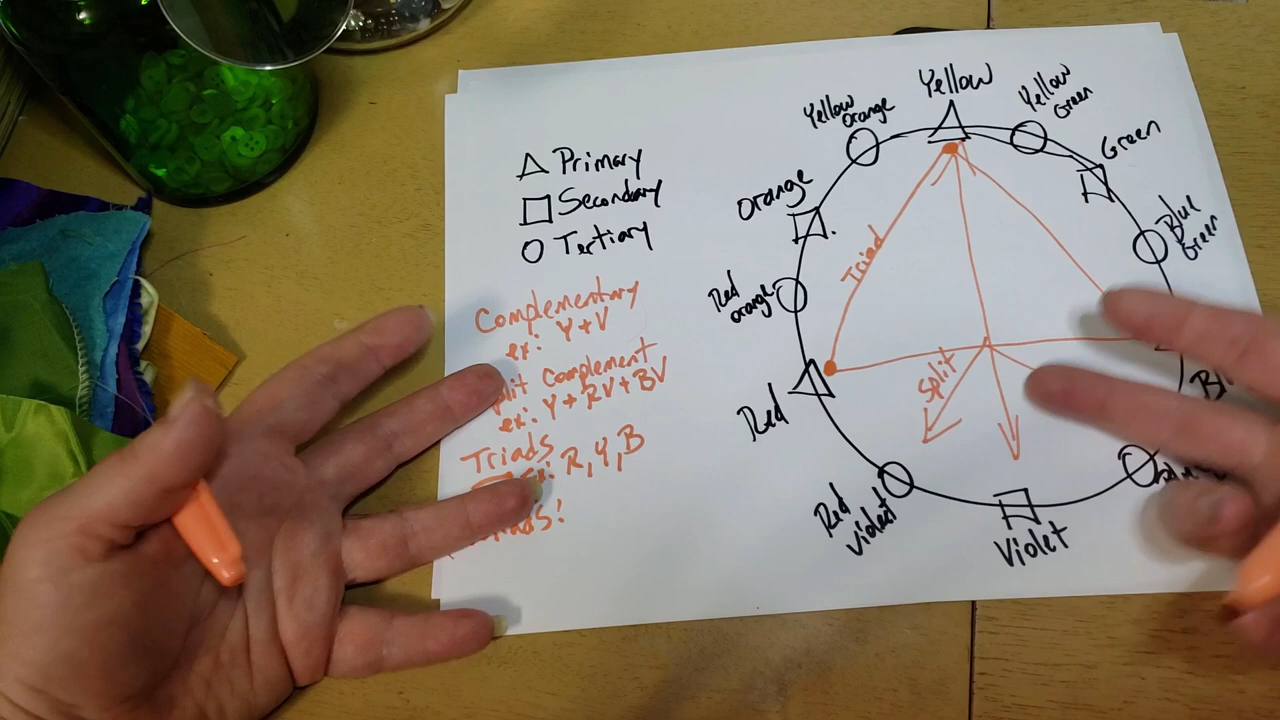 Primary
Secondary
Tertiary
Complementary
ex: Y+V
Complement
ex: Y+RV+BV
Triads
R, Y, B
Yellow
Yellow
Green
Green
Blue
Green
Violet
Red
Violet
Red
Red
Orange
Orange
Yellow
Orange
Triad
Split